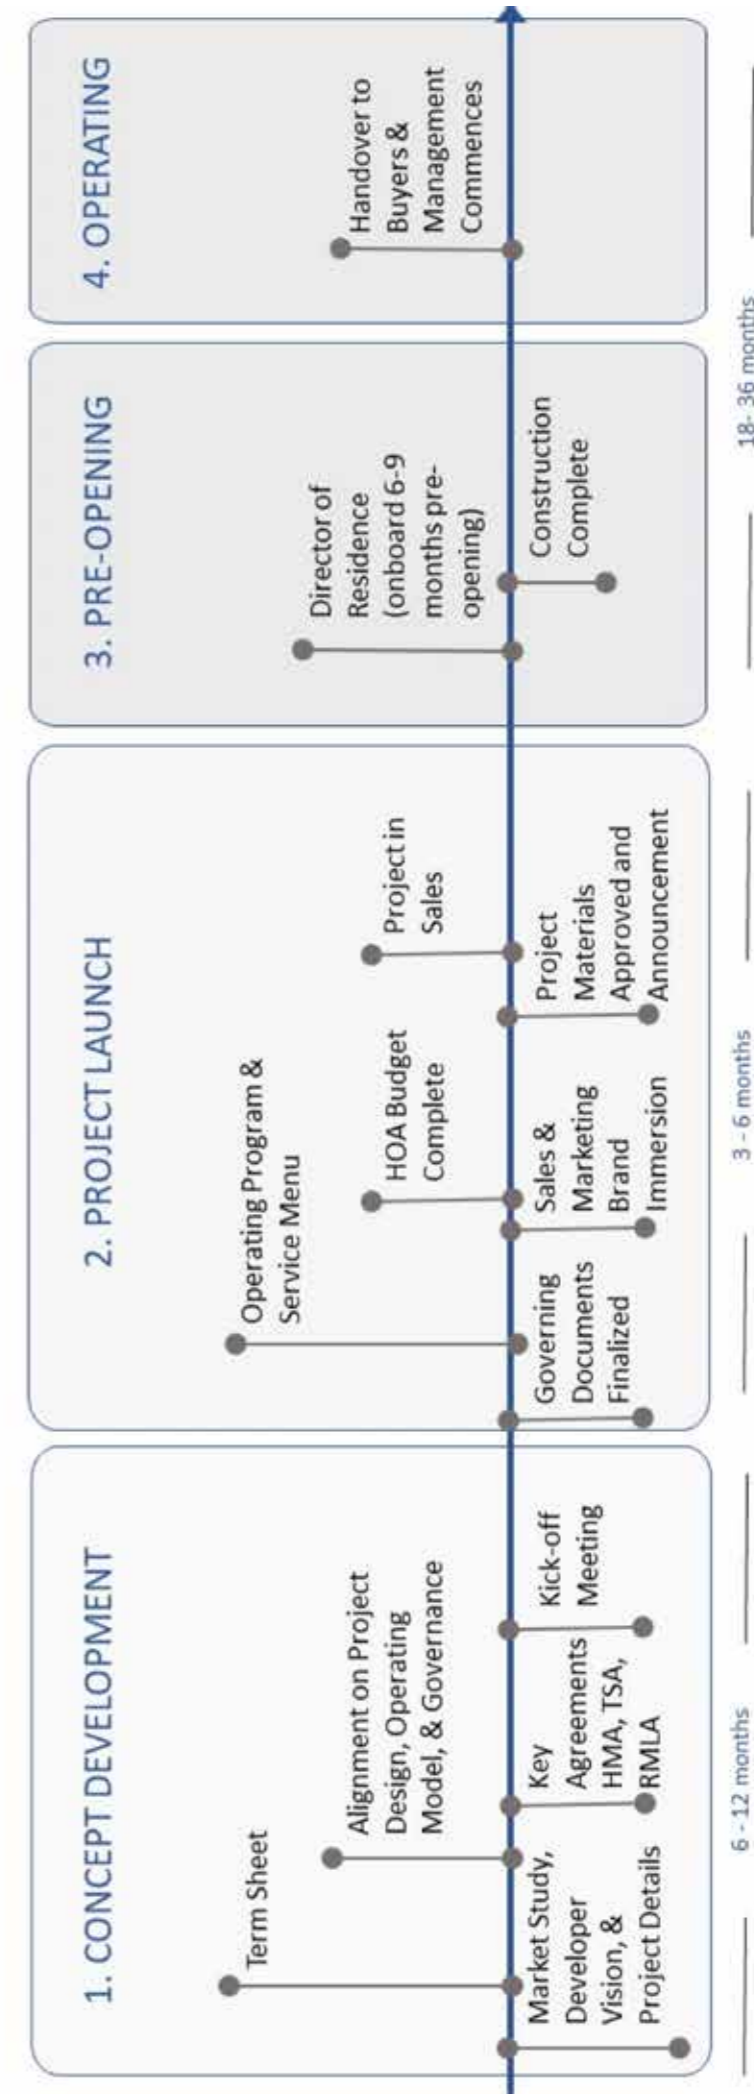 1. CONCEPT DEVELOPMENT
Term Sheet
Alignment on Project
Design, Operating
Model, & Governance
Market Study,
Developer
Vision, &
Project Details
Key
Agreements
HMA, TSA,
RMLA
Kick-off
Meeting
6 - 12 months
2. PROJECT LAUNCH
Operating Program &
Service Menu
HOA Budget
Complete
Project in
Sales
Governing
Documents
Finalized
Sales &
Marketing
Brand
Immersion
Project
Materials
Approved and
Announcement
3 - 6 months
3. PRE-OPENING
Director of
Residence
(onboard 6-9
months pre-
opening)
Construction
Complete
4. OPERATING
Handover to
Buyers &
Management
Commences
18- 36 months